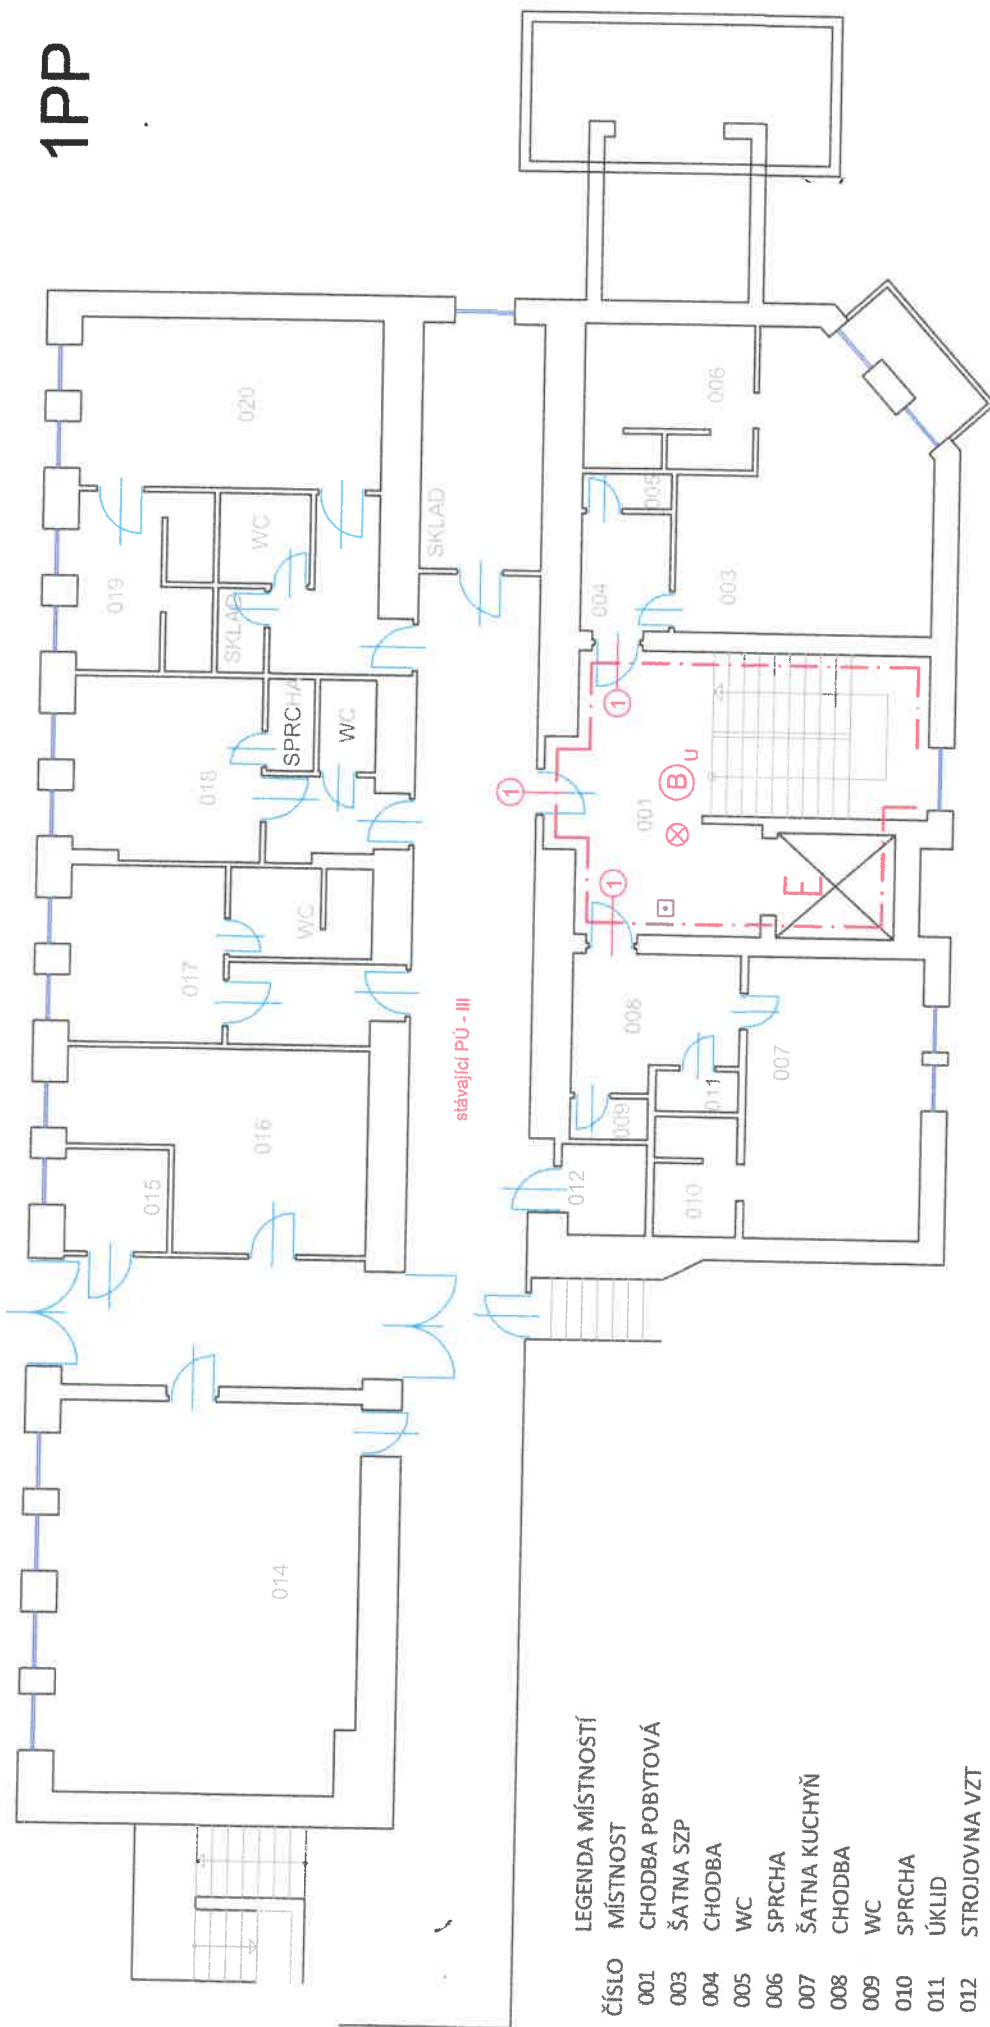 1PP
020
019
WC
SKLAD
SKLAD
018
SPRCHA
WC
017
WC
016
015
014
stávající PÚ - III
006
005
004
003
1
1
1
001
B U
E
008
007
009
011
012
010
LEGENDA MÍSTNOSTÍ
ČÍSLO MÍSTNOST
001 CHODBA POBYTOVÁ
003 ŠATNA SZP
004 CHODBA
005 WC
006 SPRCHA
007 ŠATNA KUCHYŇ
008 CHODBA
009 WC
010 SPRCHA
011 ÚKLID
012 STROJOVNA VZT